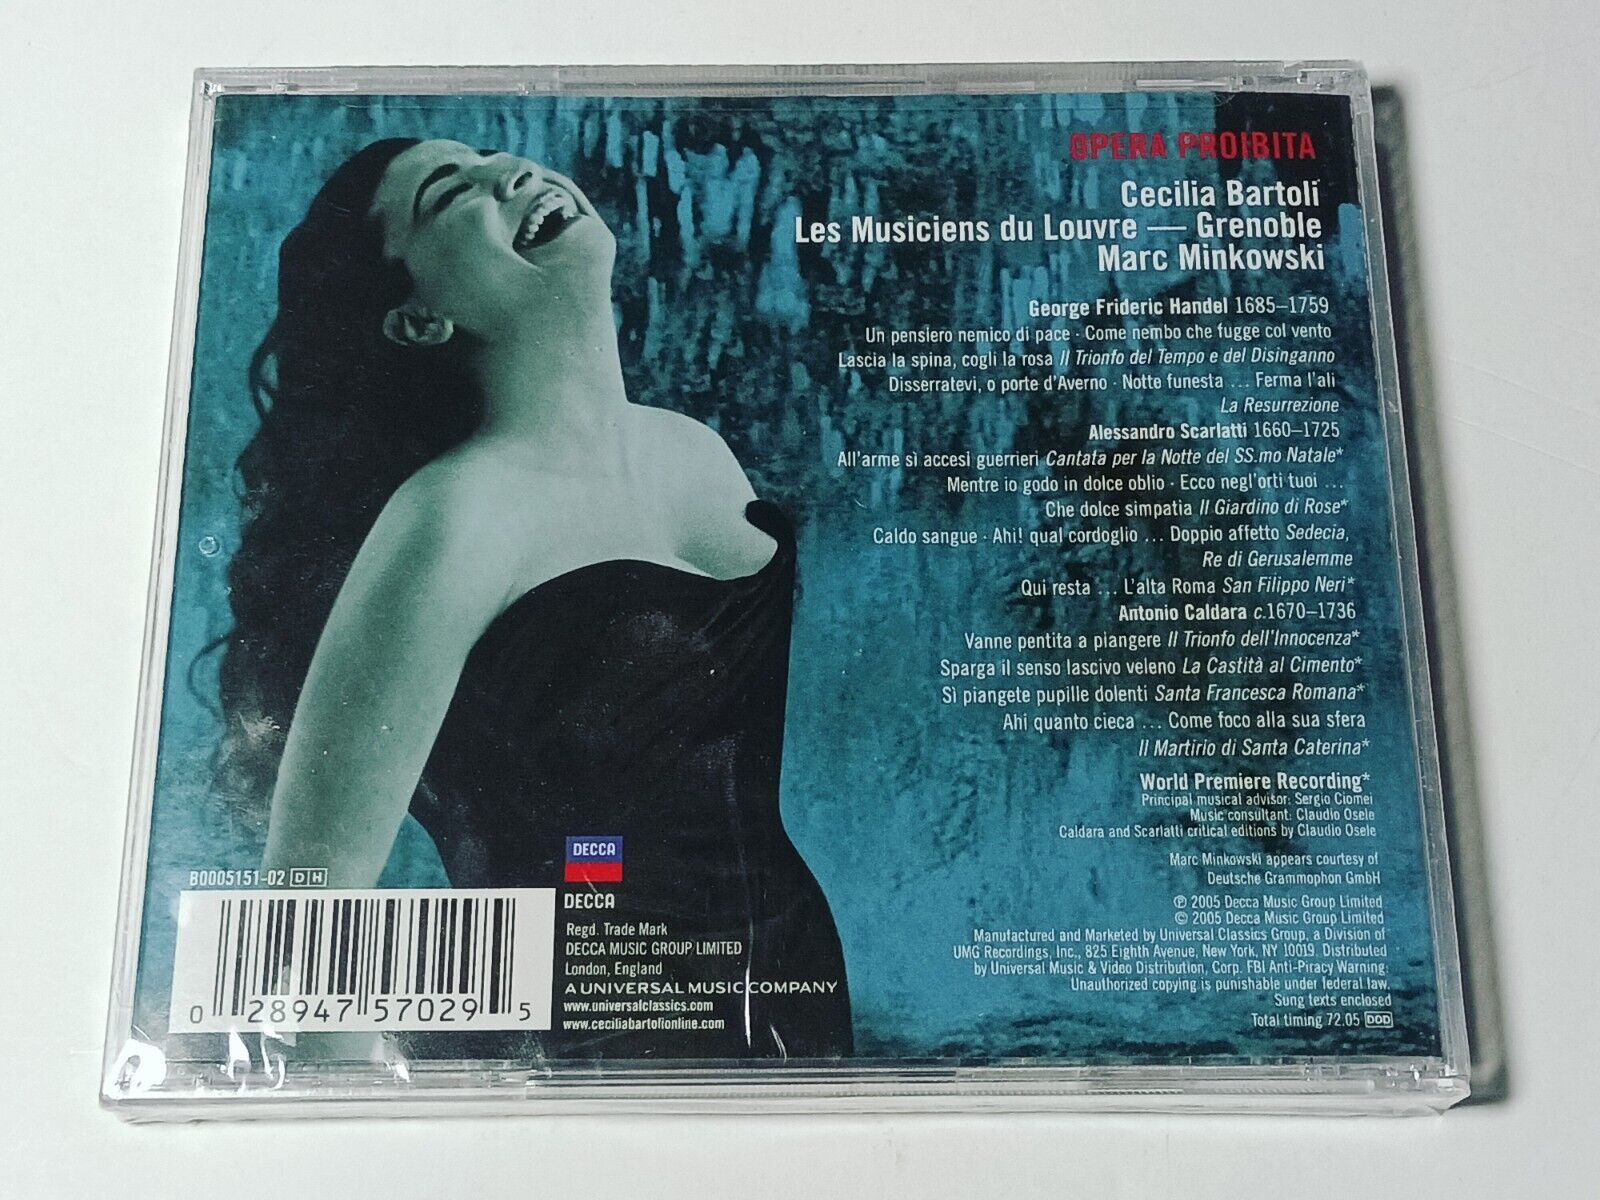 OPERA PROIBITA
Cecilia Bartoli
Les Musiciens du Louvre — Grenoble
Marc Minkowski
George Frideric Handel 1685–1759
Un pensiero nemico di pace · Come nembo che fugge col vento
Lascia la spina, cogli la rosa Il Trionfo del Tempo e del Disinganno
Disserratevi, o porte d'Averno · Notte funesta ... Ferma l'ali
La Resurrezione
Alessandro Scarlatti 1660–1725
All'arme sì accesi guerrieri Cantata per la Notte del SS.mo Natale*
Mentre io godo in dolce oblio · Ecco negl'orti tuoi ...
Che dolce simpatia Il Giardino di Rose*
Caldo sangue · Ahi! qual cordoglio ... Doppio affetto Sedecia,
Re di Gerusalemme
Qui resta ... L'alta Roma San Filippo Neri*
Antonio Caldara c.1670–1736
Vanne pentita a piangere Il Trionfo dell'Innocenza*
Sparga il senso lascivo veleno La Castità al Cimento*
Sì piangete pupille dolenti Santa Francesca Romana*
Ahi quanto cieca ... Come foco alla sua sfera
Il Martirio di Santa Caterina*
World Premiere Recording*
Principal musical advisor: Sergio Ciomei
Music consultant: Claudio Osele
Caldara and Scarlatti critical editions by Claudio Osele
Marc Minkowski appears courtesy of
Deutsche Grammophon GmbH
℗ 2005 Decca Music Group Limited
© 2005 Decca Music Group Limited
Manufactured and Marketed by Universal Classics Group, a Division of
UMG Recordings, Inc., 825 Eighth Avenue, New York, NY 10019. Distributed
by Universal Music & Video Distribution, Corp. FBI Anti-Piracy Warning:
Unauthorized copying is punishable under federal law.
Sung texts enclosed
Total timing 72.05 DDD
B0005151-02 D H
0 28947 57029 5
DECCA
DECCA
Regd. Trade Mark
DECCA MUSIC GROUP LIMITED
London, England
A UNIVERSAL MUSIC COMPANY
www.universalclassics.com
www.ceciliabartolionline.com